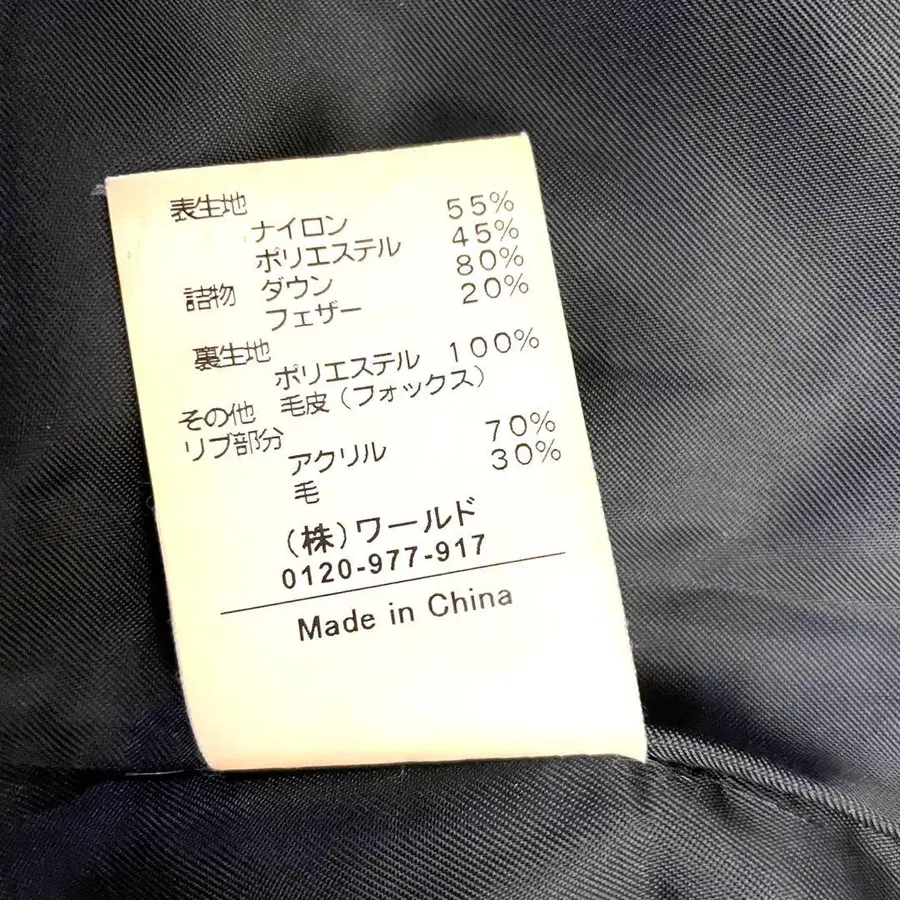 表生地
ナイロン 55%
ポリエステル 45%
詰物 ダウン 80%
フェザー 20%
裏生地
ポリエステル 100%
その他 毛皮(フォックス)
リブ部分
アクリル 70%
毛 30%
(株)ワールド
0120-977-917
Made in China